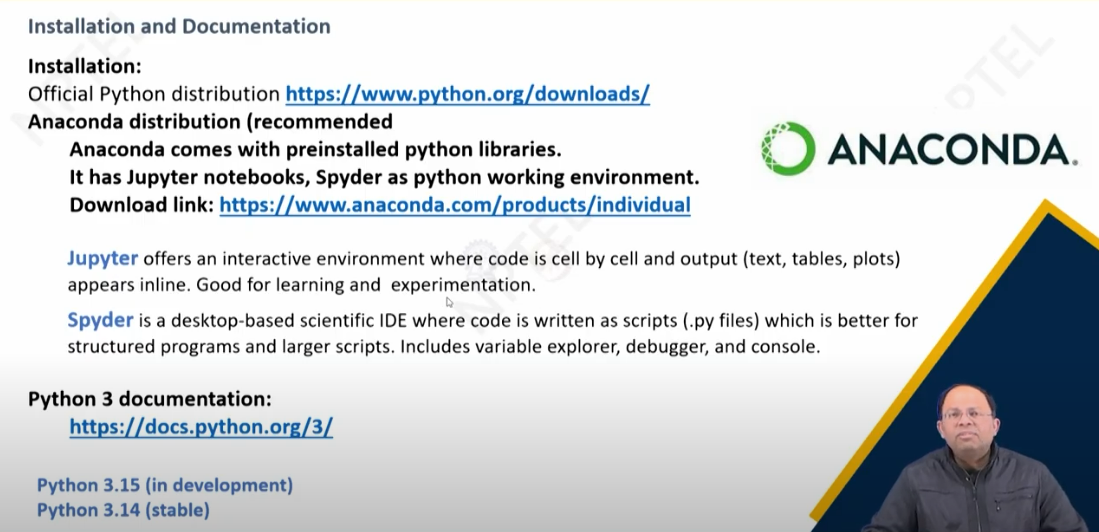 Installation and Documentation
Installation:
Official Python distribution https://www.python.org/downloads/
Anaconda distribution (recommended
Anaconda comes with preinstalled python libraries.
It has Jupyter notebooks, Spyder as python working environment.
Download link: https://www.anaconda.com/products/individual
ANACONDA.
Jupyter offers an interactive environment where code is cell by cell and output (text, tables, plots)
appears inline. Good for learning and experimentation.
Spyder is a desktop-based scientific IDE where code is written as scripts (.py files) which is better for
structured programs and larger scripts. Includes variable explorer, debugger, and console.
Python 3 documentation:
https://docs.python.org/3/
Python 3.15 (in development)
Python 3.14 (stable)